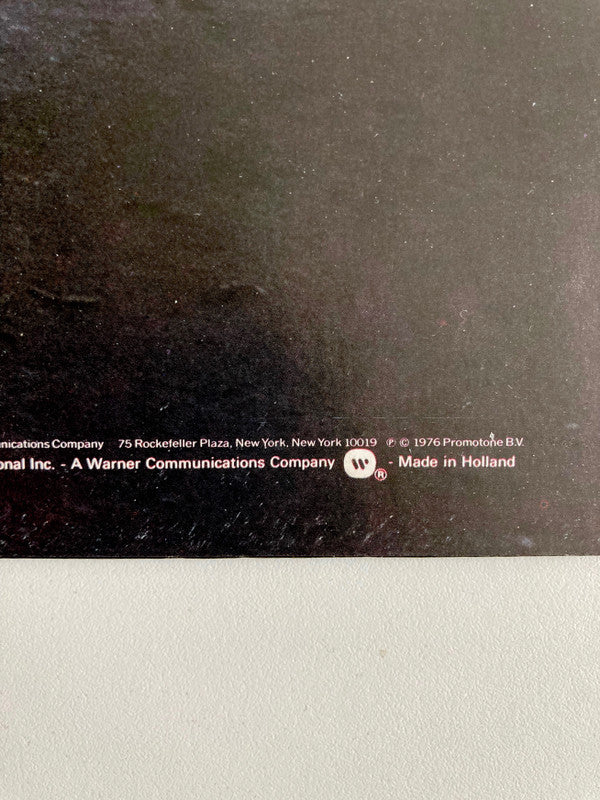 nications Company 75 Rockefeller Plaza, New York, New York 10019 ℗ © 1976 Promotone B.V.
onal Inc. - A Warner Communications Company W ® - Made in Holland